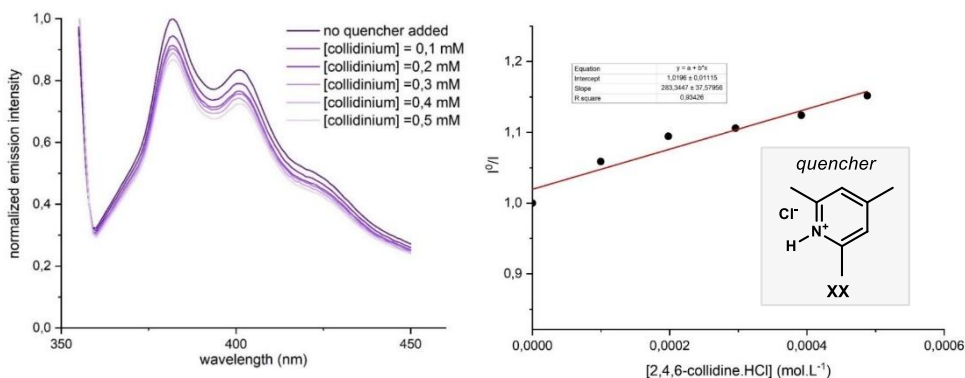 1,0
0,8
0,6
0,4
0,2
0,0
normalized emission intensity
no quencher added
[collidinium] = 0,1 mM
[collidinium] =0,2 mM
[collidinium] =0,3 mM
[collidinium] =0,4 mM
[collidinium] =0,5 mM
350
400
450
wavelength (nm)
1,2
1,1
1,0
0,9
I⁰/I
Equation y = a + b*x
Intercept 1,0196 ± 0,01115
Slope 283,3447 ± 37,57956
R square 0,93426
quencher
Cl-
N+
H
XX
0,0000
0,0002
0,0004
0,0006
[2,4,6-collidine.HCl] (mol.L-1)